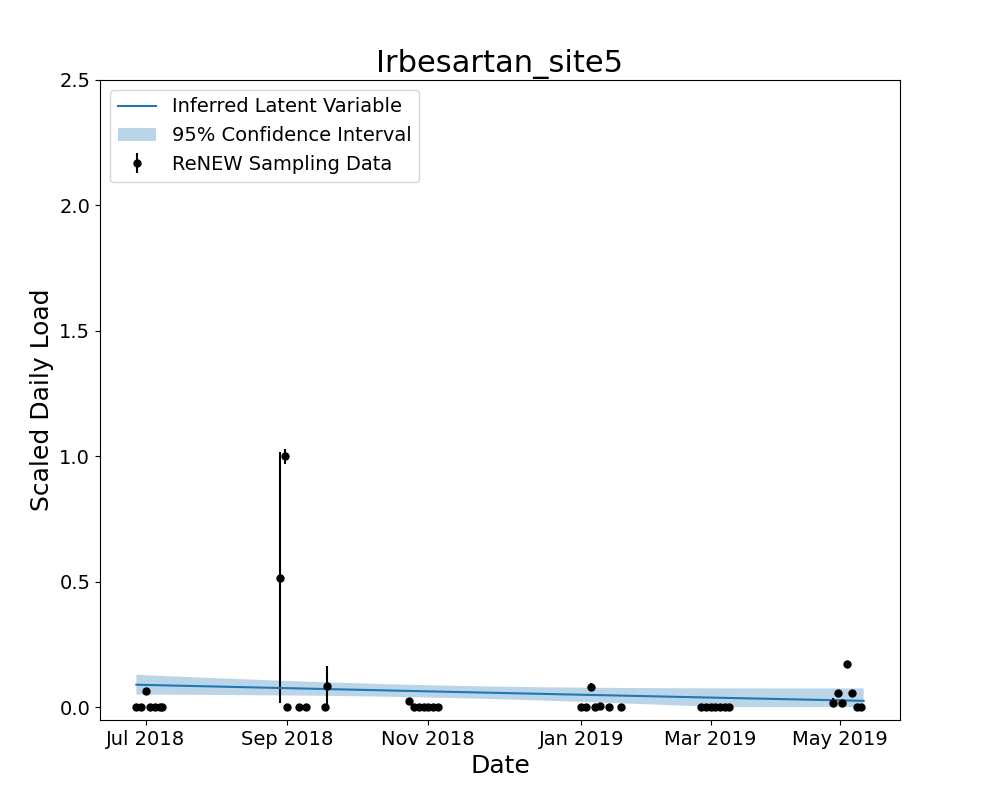 Irbesartan_site5
Inferred Latent Variable
95% Confidence Interval
ReNEW Sampling Data
2.5
2.0
1.5
1.0
0.5
0.0
Scaled Daily Load
Jul 2018 Sep 2018 Nov 2018 Jan 2019 Mar 2019 May 2019
Date